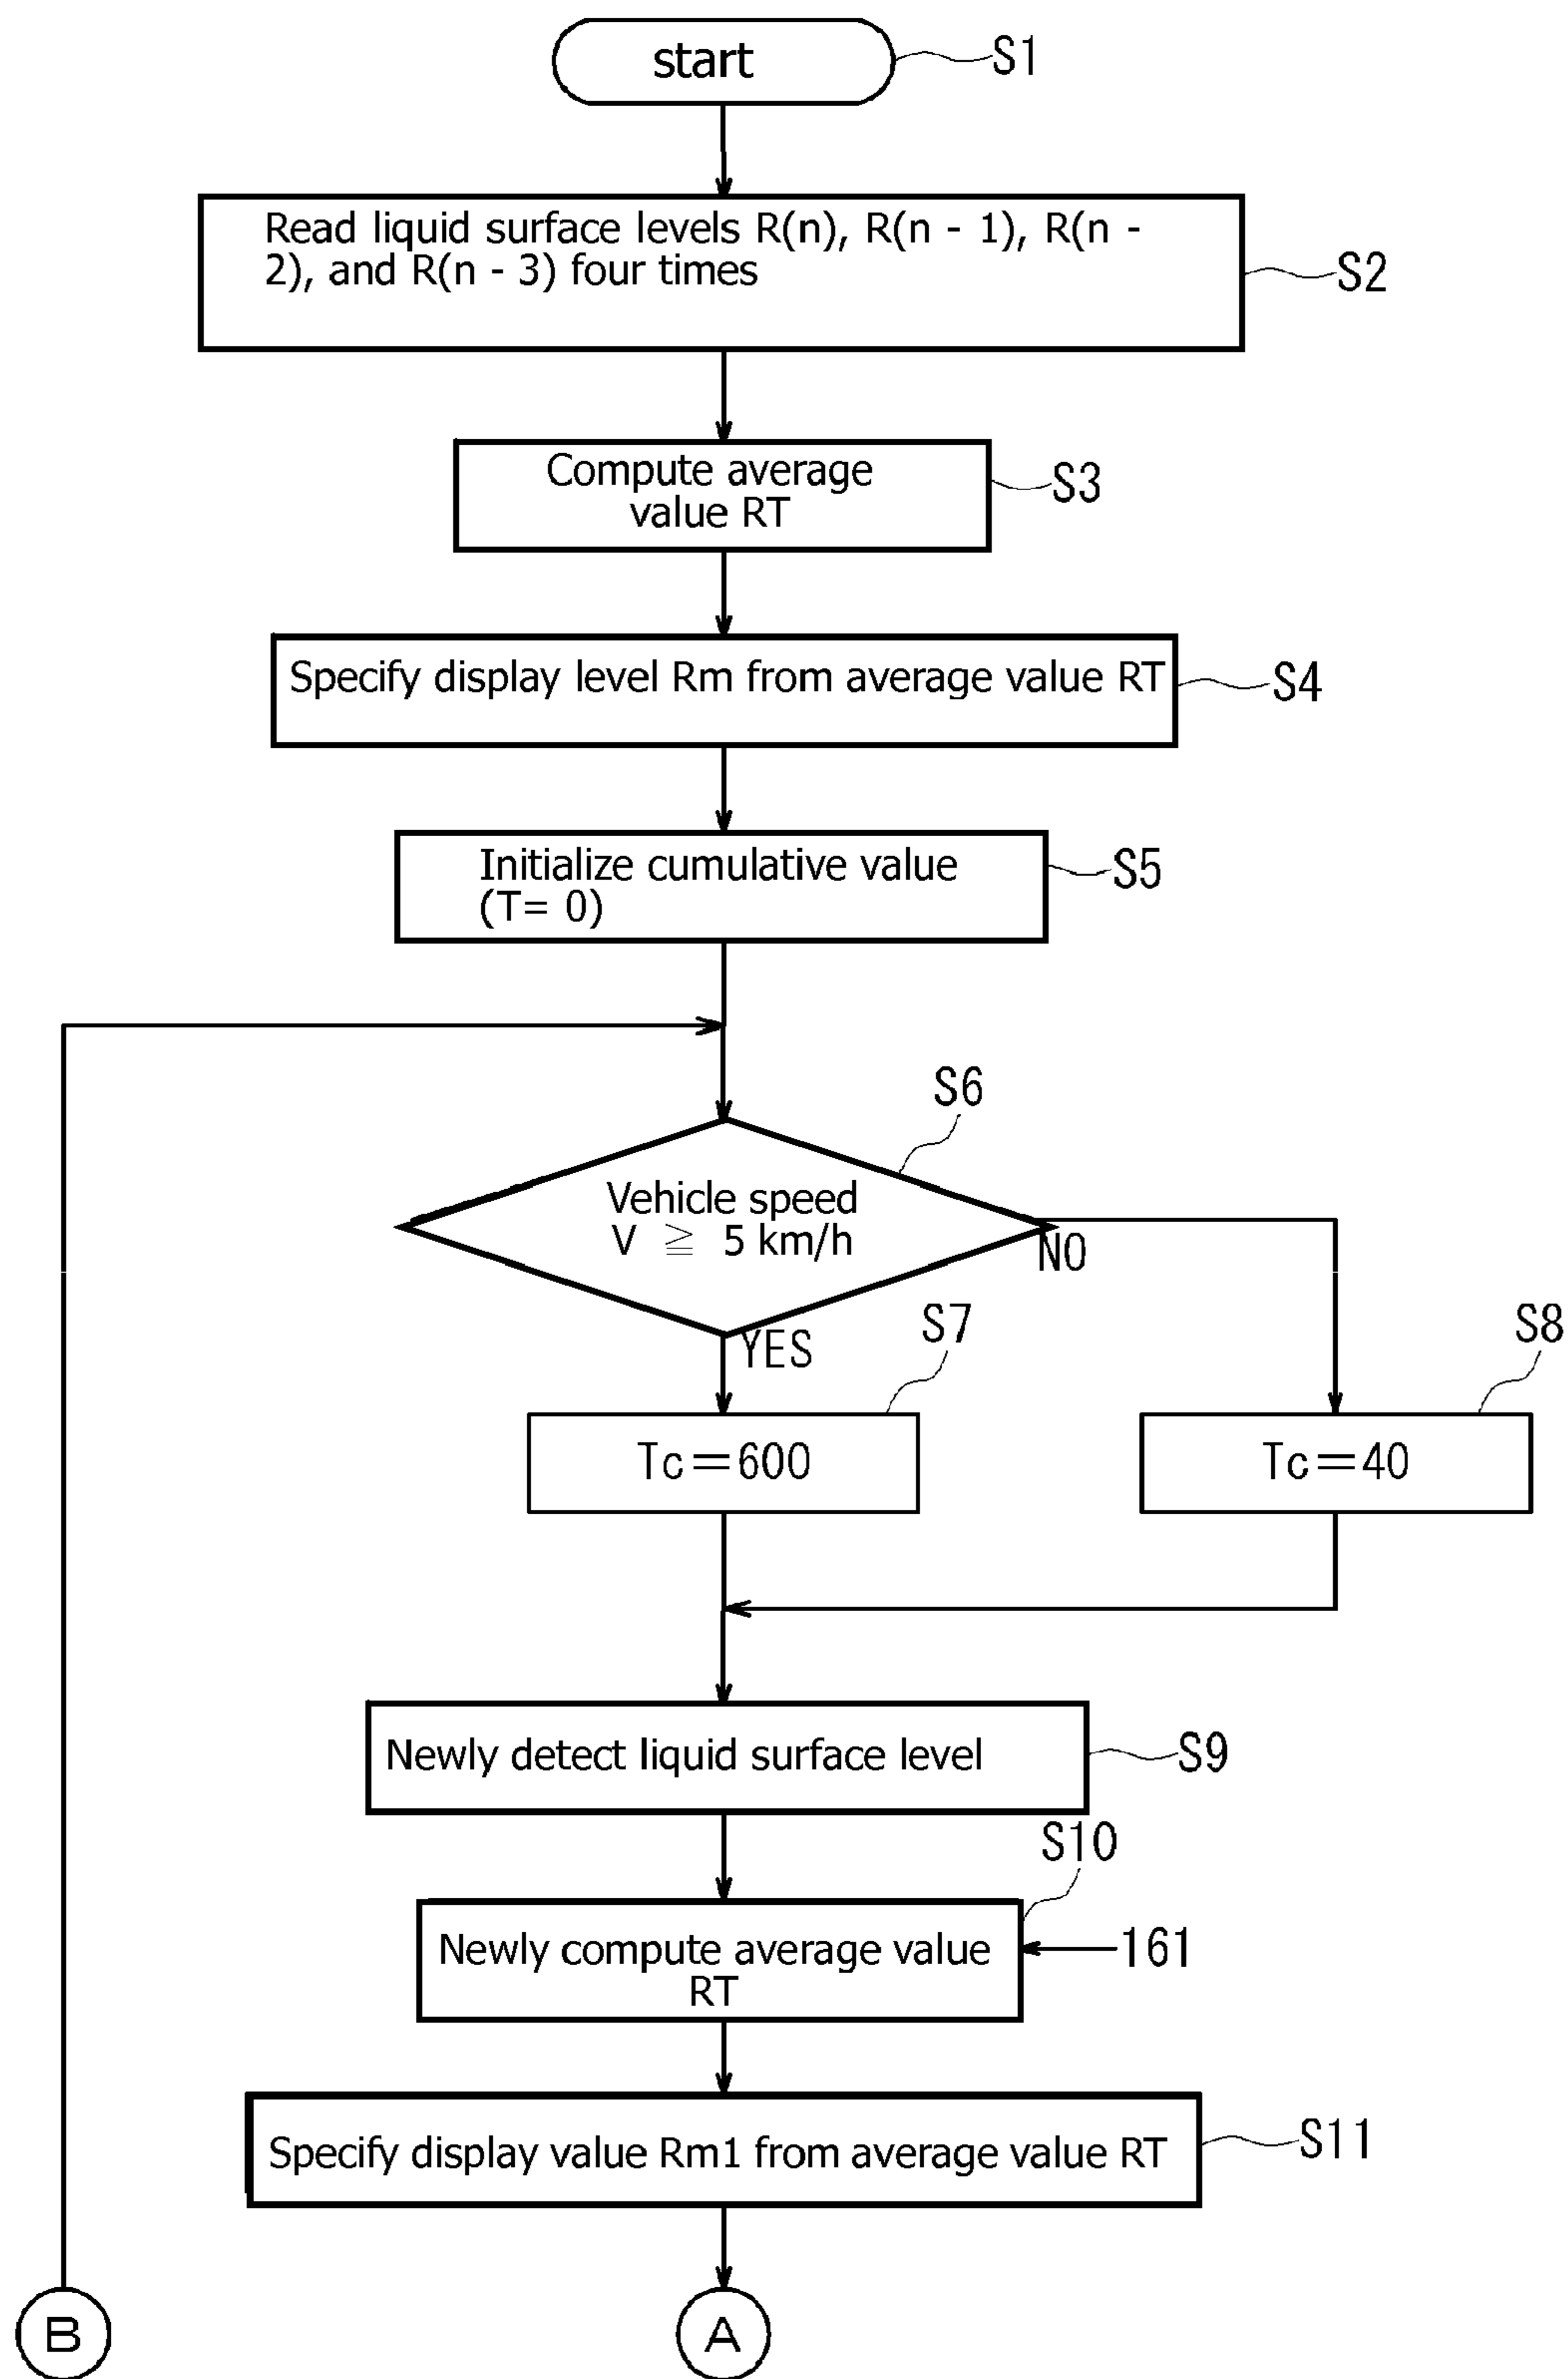 start
S1
Read liquid surface levels R(n), R(n - 1), R(n -
2), and R(n - 3) four times
S2
Compute average
value RT
S3
Specify display level Rm from average value RT
S4
Initialize cumulative value
(T= 0)
S5
S6
Vehicle speed
V ≧ 5 km/h
NO
YES
S7
S8
Tc=600
Tc=40
Newly detect liquid surface level
S9
S10
Newly compute average value
RT
161
Specify display value Rm1 from average value RT
S11
B
A